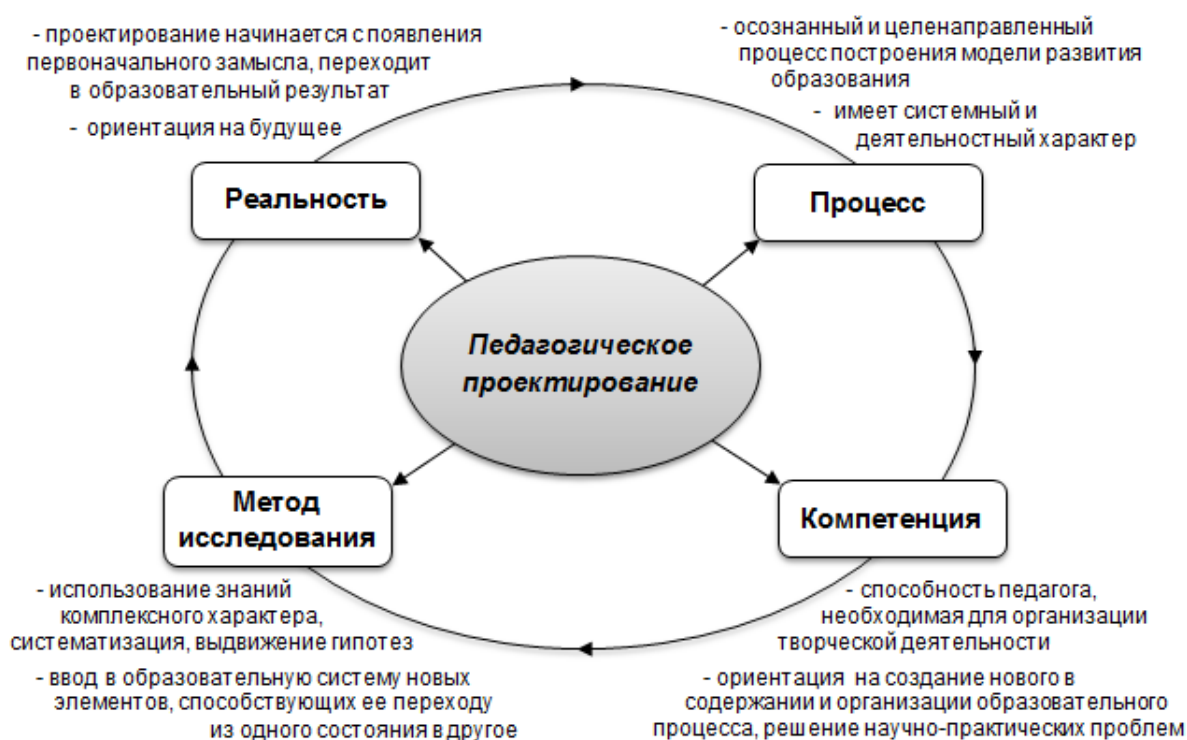 - проектирование начинается с появления
первоначального замысла, переходит
в образовательный результат
- ориентация на будущее
- осознанный и целенаправленный
процесс построения модели развития
образования
- имеет системный и
деятельностный характер
Реальность
Процесс
Педагогическое
проектирование
Метод
исследования
Компетенция
- использование знаний
комплексного характера,
систематизация, выдвижение гипотез
- ввод в образовательную систему новых
элементов, способствующих ее переходу
из одного состояния в другое
- способность педагога,
необходимая для организации
творческой деятельности
- ориентация на создание нового в
содержании и организации образовательного
процесса, решение научно-практических проблем